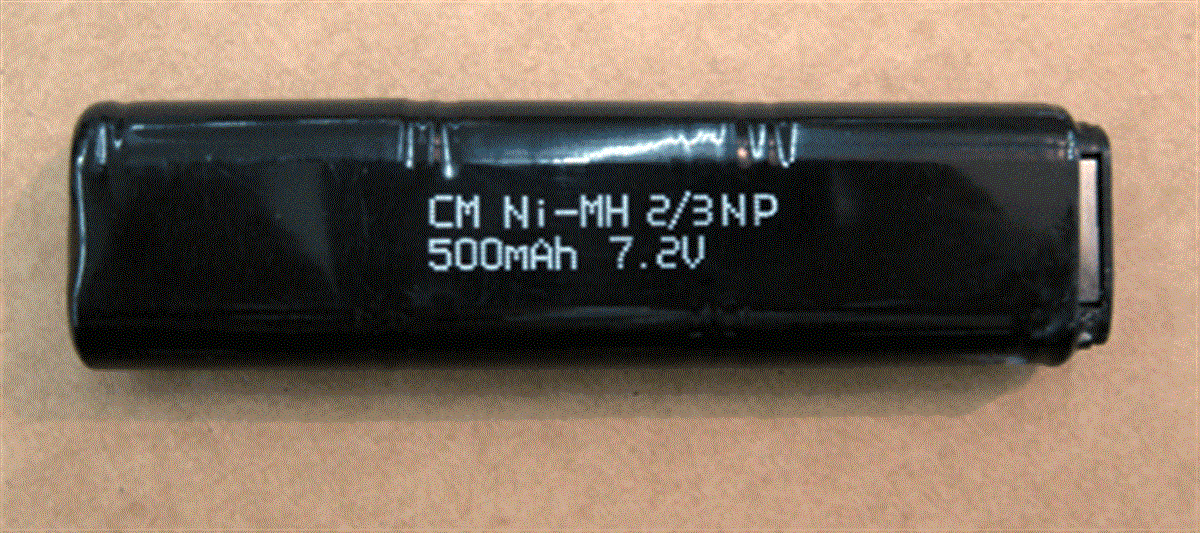 CM Ni-MH 2/3NP
500mAh 7.2V